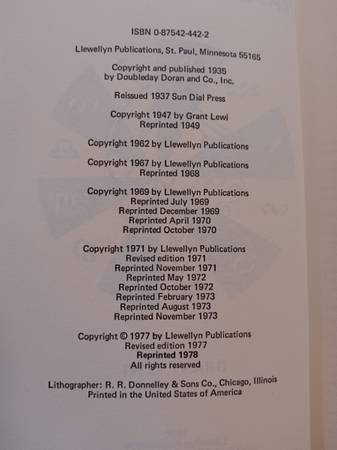 ISBN 0-87542-442-2
Llewellyn Publications, St. Paul, Minnesota 55165
Copyright and published 1935
by Doubleday Doran and Co., Inc.
Reissued 1937 Sun Dial Press
Copyright 1947 by Grant Lewi
Reprinted 1949
Copyright 1962 by Llewellyn Publications
Copyright 1967 by Llewellyn Publications
Reprinted 1968
Copyright 1969 by Llewellyn Publications
Reprinted July 1969
Reprinted December 1969
Reprinted April 1970
Reprinted October 1970
Copyright 1971 by Llewellyn Publications
Revised edition 1971
Reprinted November 1971
Reprinted May 1972
Reprinted October 1972
Reprinted February 1973
Reprinted August 1973
Reprinted November 1973
Copyright © 1977 by Llewellyn Publications
Revised edition 1977
Reprinted 1978
All rights reserved
Lithographer: R. R. Donnelley & Sons Co., Chicago, Illinois
Printed in the United States of America